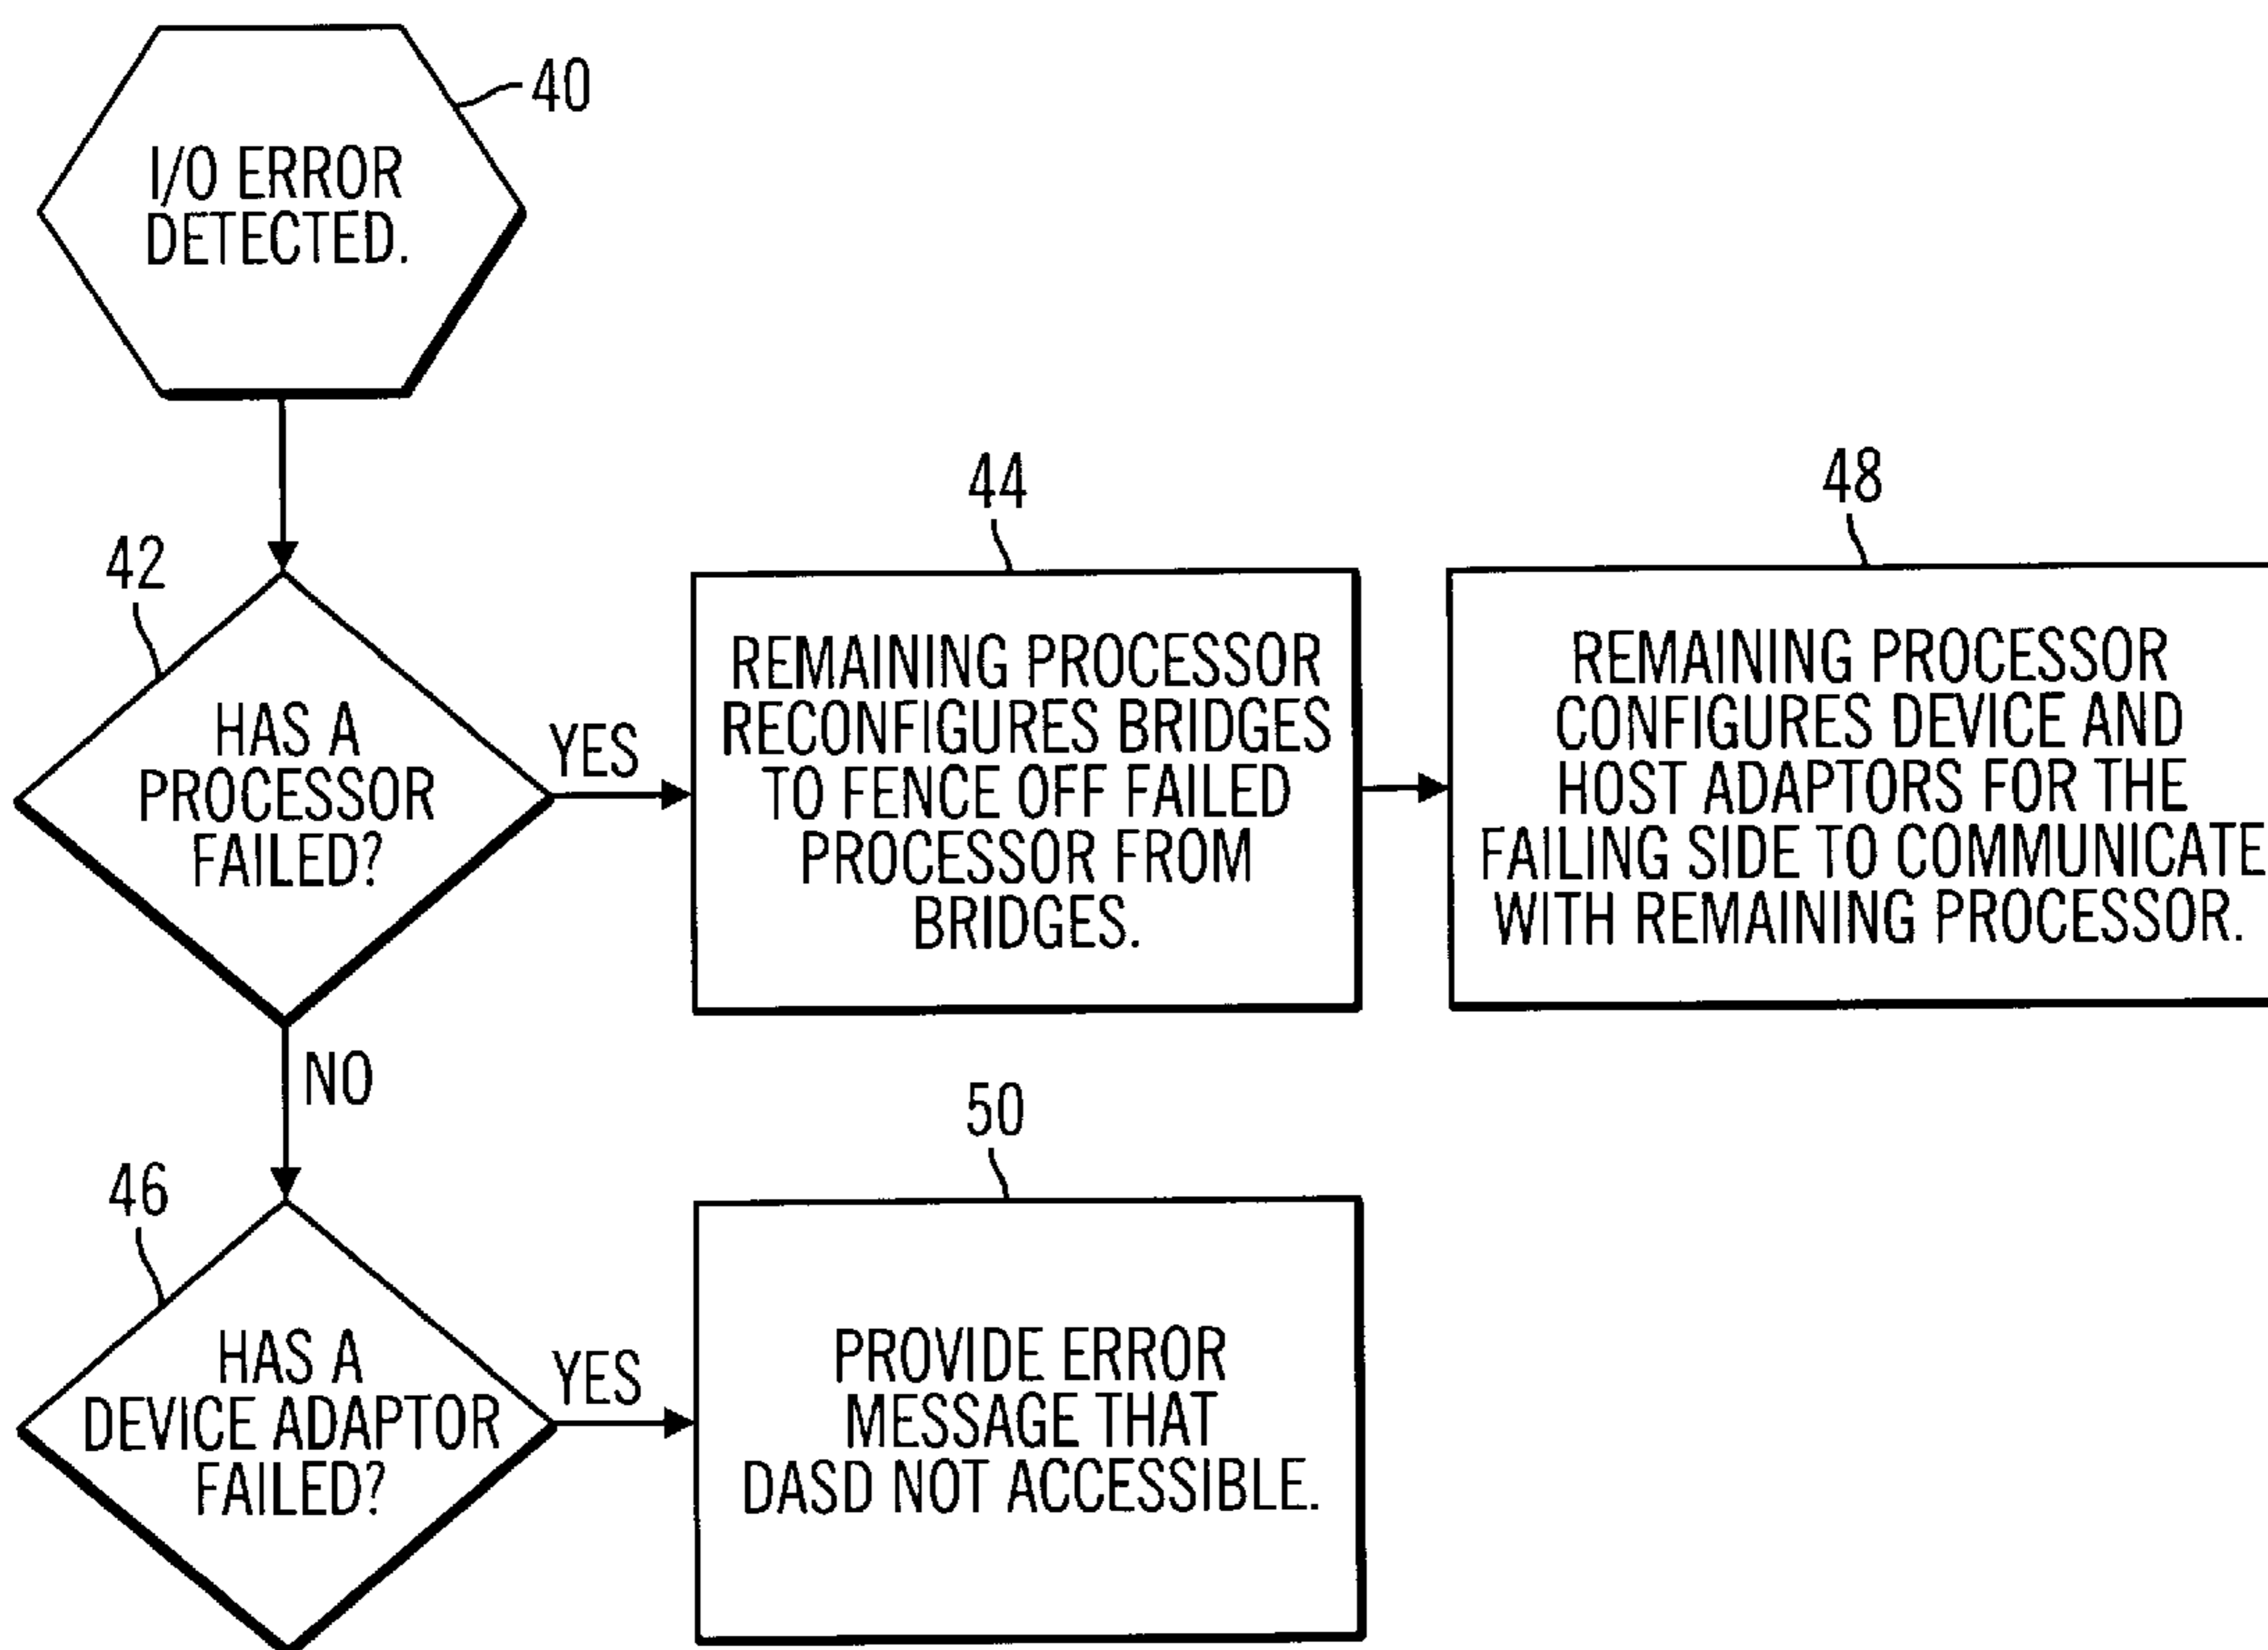 40
I/O ERROR
DETECTED.
42
HAS A
PROCESSOR
FAILED?
YES
NO
44
REMAINING PROCESSOR
RECONFIGURES BRIDGES
TO FENCE OFF FAILED
PROCESSOR FROM
BRIDGES.
48
REMAINING PROCESSOR
CONFIGURES DEVICE AND
HOST ADAPTORS FOR THE
FAILING SIDE TO COMMUNICATE
WITH REMAINING PROCESSOR.
46
HAS A
DEVICE ADAPTOR
FAILED?
YES
50
PROVIDE ERROR
MESSAGE THAT
DASD NOT ACCESSIBLE.